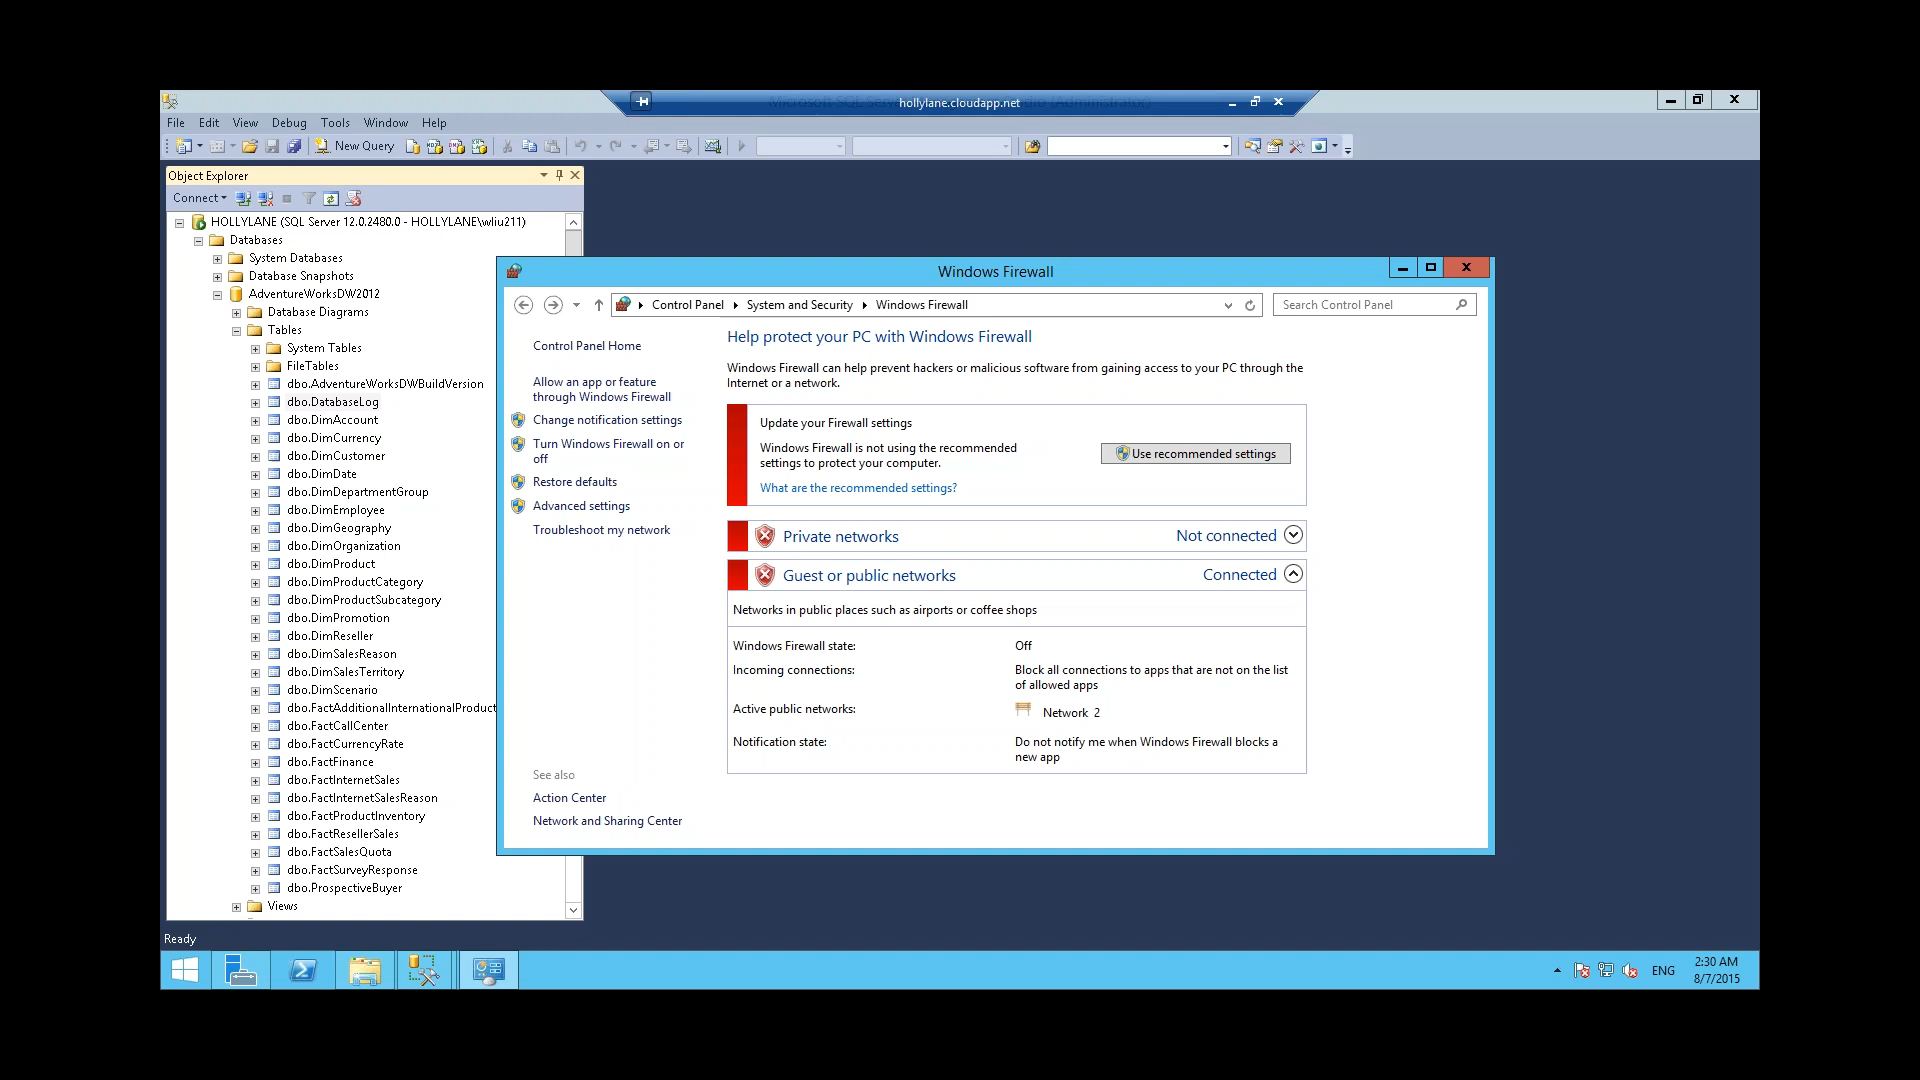 hollylane.cloudapp.net
File Edit View Debug Tools Window Help
New Query
Object Explorer
Connect
HOLLYLANE (SQL Server 12.0.2480.0 - HOLLYLANE\wliu211)
Databases
System Databases
Database Snapshots
AdventureWorksDW2012
Database Diagrams
Tables
System Tables
FileTables
dbo.AdventureWorksDWBuildVersion
dbo.DatabaseLog
dbo.DimAccount
dbo.DimCurrency
dbo.DimCustomer
dbo.DimDate
dbo.DimDepartmentGroup
dbo.DimEmployee
dbo.DimGeography
dbo.DimOrganization
dbo.DimProduct
dbo.DimProductCategory
dbo.DimProductSubcategory
dbo.DimPromotion
dbo.DimReseller
dbo.DimSalesReason
dbo.DimSalesTerritory
dbo.DimScenario
dbo.FactAdditionalInternationalProduct
dbo.FactCallCenter
dbo.FactCurrencyRate
dbo.FactFinance
dbo.FactInternetSales
dbo.FactInternetSalesReason
dbo.FactProductInventory
dbo.FactResellerSales
dbo.FactSalesQuota
dbo.FactSurveyResponse
dbo.ProspectiveBuyer
Views
Ready
Windows Firewall
Control Panel System and Security Windows Firewall
Search Control Panel
Control Panel Home
Allow an app or feature
through Windows Firewall
Change notification settings
Turn Windows Firewall on or
off
Restore defaults
Advanced settings
Troubleshoot my network
See also
Action Center
Network and Sharing Center
Help protect your PC with Windows Firewall
Windows Firewall can help prevent hackers or malicious software from gaining access to your PC through the
Internet or a network.
Update your Firewall settings
Windows Firewall is not using the recommended
settings to protect your computer.
Use recommended settings
What are the recommended settings?
Private networks Not connected
Guest or public networks Connected
Networks in public places such as airports or coffee shops
Windows Firewall state: Off
Incoming connections: Block all connections to apps that are not on the list
of allowed apps
Active public networks: Network 2
Notification state: Do not notify me when Windows Firewall blocks a
new app
ENG
2:30 AM
8/7/2015